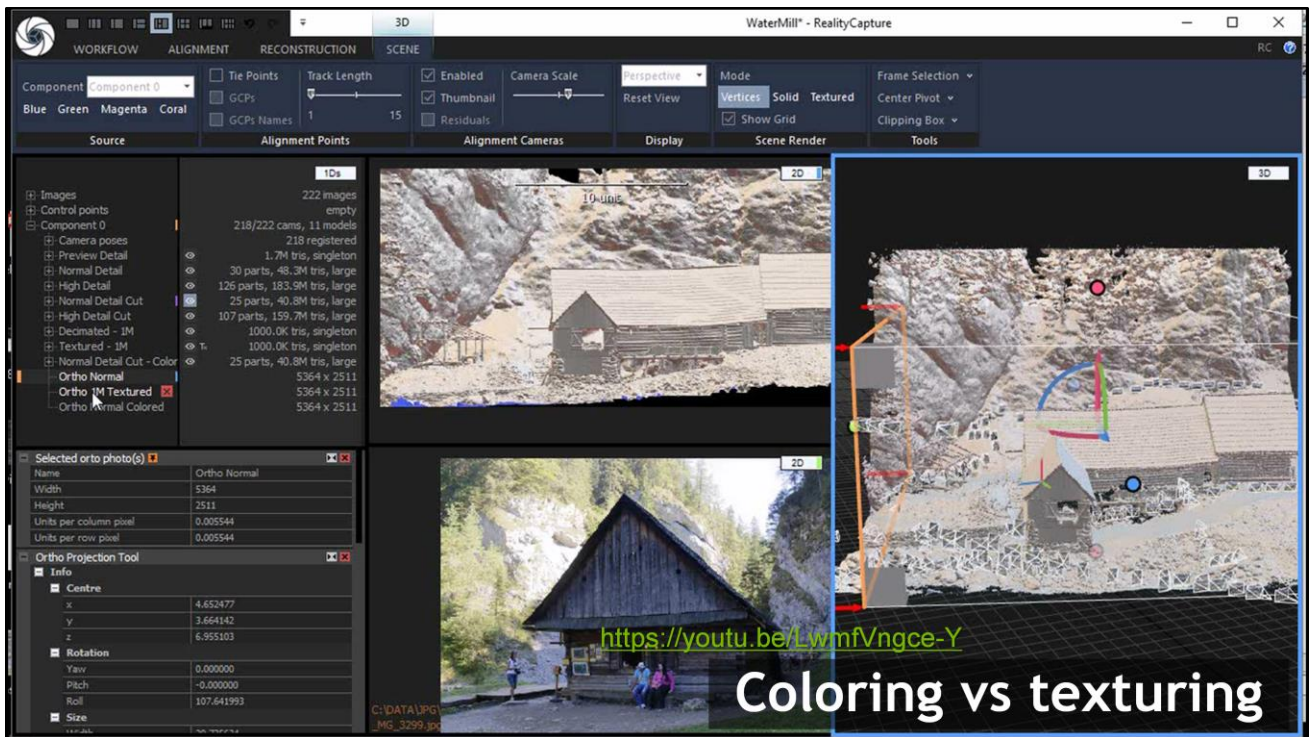 3D
WaterMill* - RealityCapture
WORKFLOW ALIGNMENT RECONSTRUCTION SCENE
RC
Component Component 0
Blue Green Magenta Coral
Source
Tie Points
GCPs
GCPs Names
Track Length
1 15
Alignment Points
Enabled
Thumbnail
Residuals
Camera Scale
Alignment Cameras
Perspective
Reset View
Display
Mode
Vertices Solid Textured
Show Grid
Scene Render
Frame Selection
Center Pivot
Clipping Box
Tools
1Ds
Images 222 images
Control points empty
Component 0 218/222 cams, 11 models
Camera poses 218 registered
Preview Detail 1.7M tris, singleton
Normal Detail 30 parts, 48.3M tris, large
High Detail 126 parts, 183.9M tris, large
Normal Detail Cut 25 parts, 40.8M tris, large
High Detail Cut 107 parts, 159.7M tris, large
Decimated - 1M 1000.0K tris, singleton
Textured - 1M 1000.0K tris, singleton
Normal Detail Cut - Color 25 parts, 40.8M tris, large
Ortho Normal 5364 x 2511
Ortho 1M Textured 5364 x 2511
Ortho Normal Colored 5364 x 2511
Selected orto photo(s)
Name Ortho Normal
Width 5364
Height 2511
Units per column pixel 0.005544
Units per row pixel 0.005544
Ortho Projection Tool
Info
Centre
x 4.652477
y 3.664142
z 6.955103
Rotation
Yaw 0.000000
Pitch -0.000000
Roll 107.641993
Size
2D
10 units
2D
C:\DATA\JPG\
_MG_3299.jpg
3D
https://youtu.be/LwmfVngce-Y
Coloring vs texturing